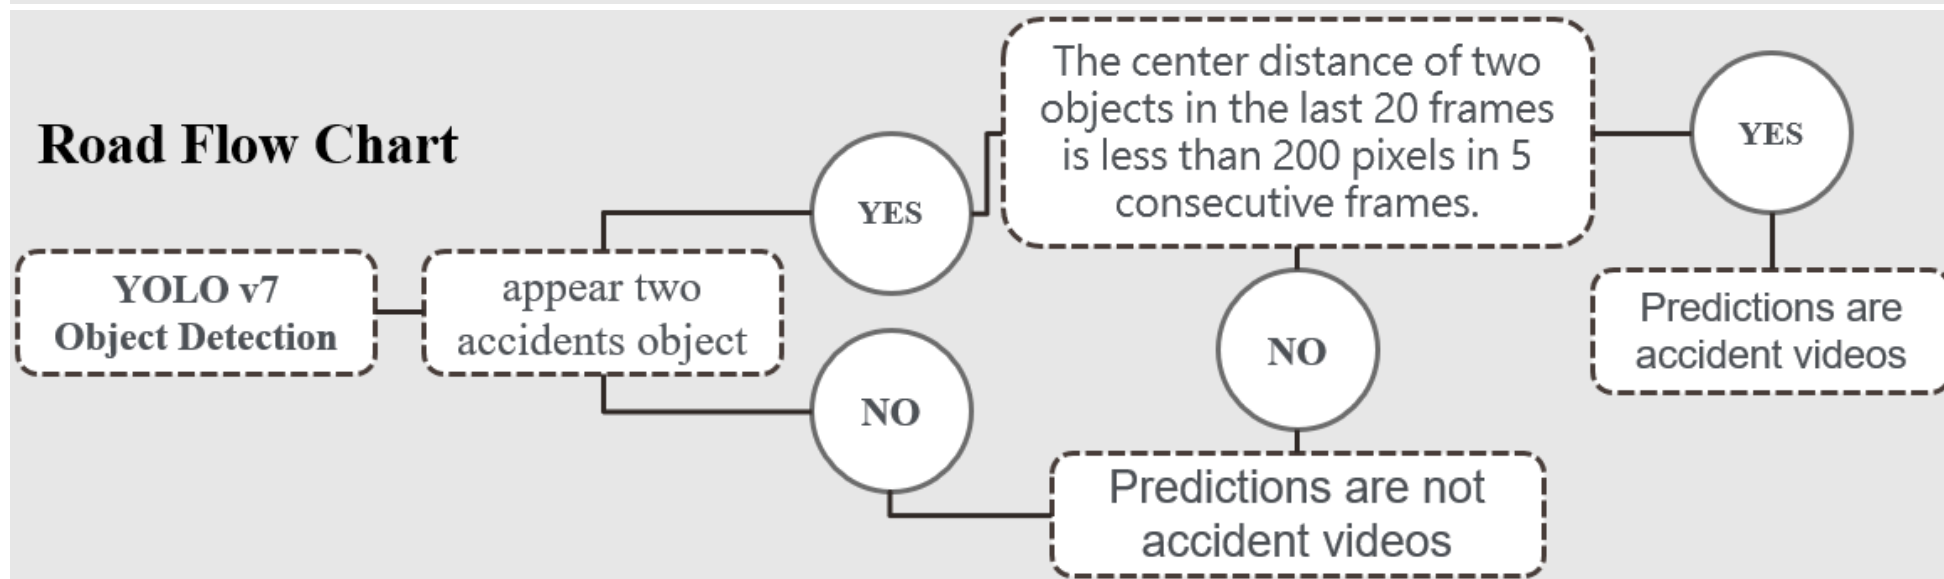 Road Flow Chart
YOLO v7
Object Detection
appear two
accidents object
YES
NO
The center distance of two
objects in the last 20 frames
is less than 200 pixels in 5
consecutive frames.
YES
NO
Predictions are
accident videos
Predictions are not
accident videos